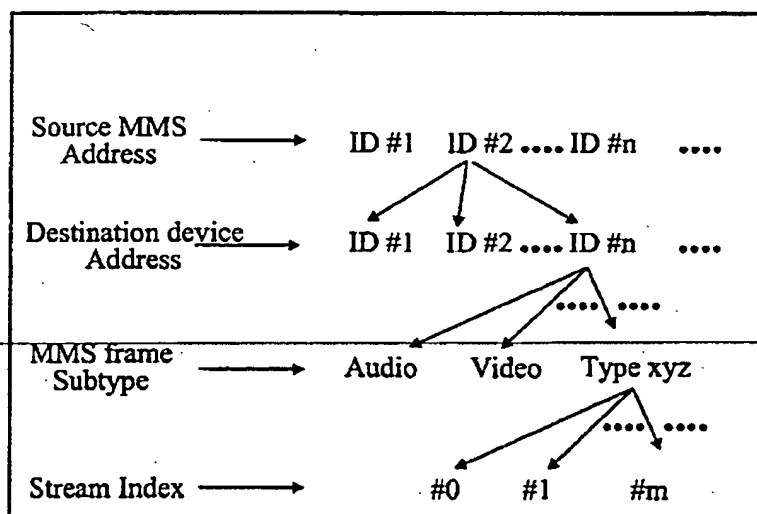 Source MMS
Address
ID #1 ID #2 .... ID #n ....
Destination device
Address
ID #1 ID #2 .... ID #n ....
.... ....
MMS frame
Subtype
Audio Video Type xyz
.... ....
Stream Index
#0 #1 #m